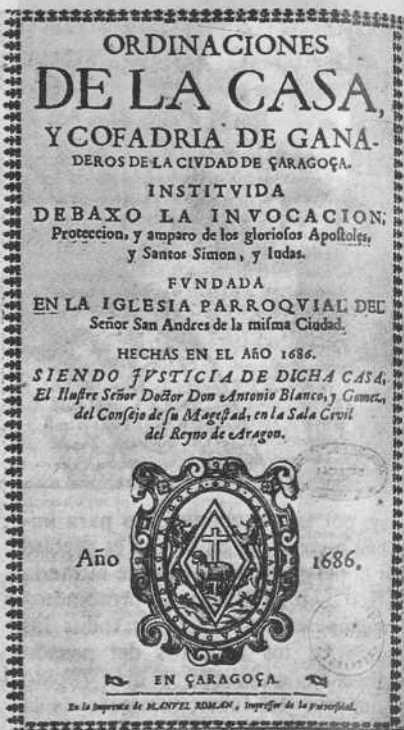 ORDINACIONES
DE LA CASA,
Y COFADRIA DE GANA-
DEROS DE LA CIVDAD DE ÇARAGOÇA.
INSTITVIDA
DEBAXO LA INVOCACION,
Proteccion, y amparo de los gloriosos Apostoles,
y Santos Simon, y Iudas.
FVNDADA
EN LA IGLESIA PARROQVIAL DEL
Señor San Andres de la misma Ciudad.
HECHAS EN EL Año 1686.
SIENDO JVSTICIA DE DICHA CASA,
El Ilustre Señor Doctor Don Antonio Blanco, y Gomez,
del Consejo de su Magestad, en la Sala Civil
del Reyno de Aragon.
Año 1686.
EN ÇARAGOÇA.
En la Imprenta de MANVEL ROMAN, Impressor de la Vniversidad.